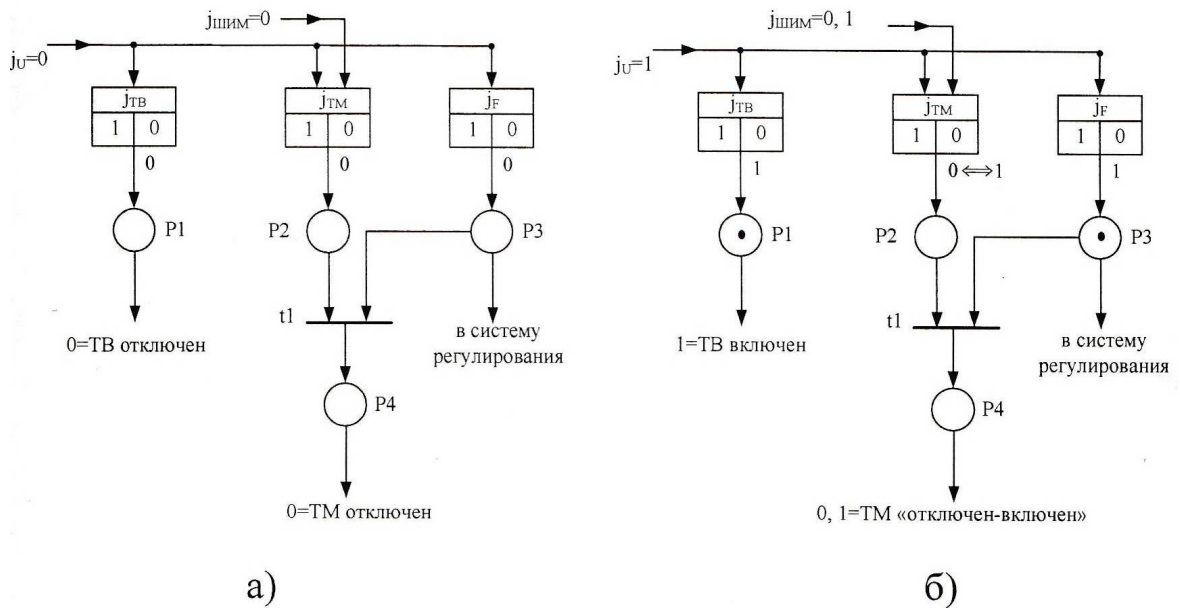 jШИМ=0
jU=0
jТВ
1 0
0
jТМ
1 0
0
jF
1 0
0
P1
P2
P3
t1
0=ТВ отключен
в систему
регулирования
P4
0=ТМ отключен
а)
jШИМ=0, 1
jU=1
jТВ
1 0
1
jТМ
1 0
0⇔1
jF
1 0
1
P1
P2
P3
t1
1=ТВ включен
в систему
регулирования
P4
0, 1=ТМ «отключен-включен»
б)